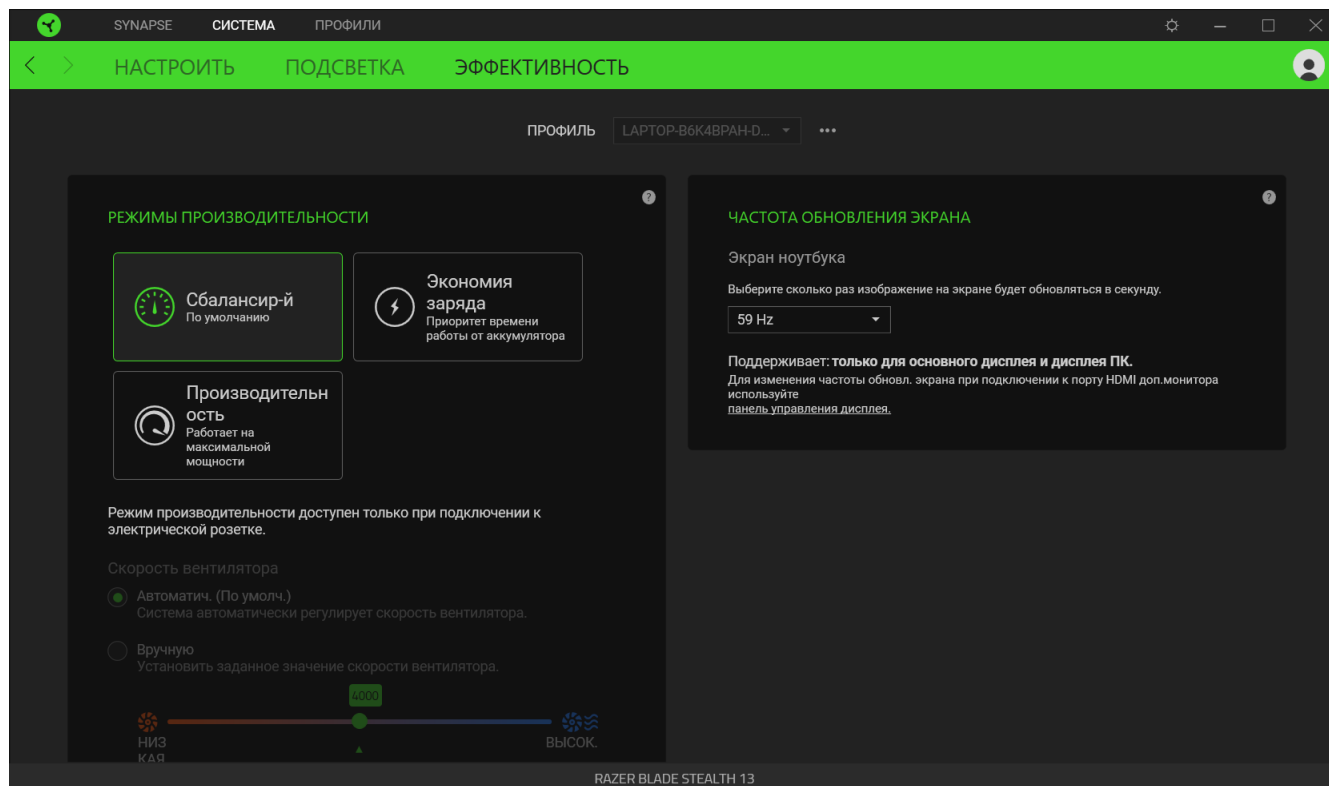 SYNAPSE СИСТЕМА ПРОФИЛИ
НАСТРОИТЬ ПОДСВЕТКА ЭФФЕКТИВНОСТЬ
ПРОФИЛЬ LAPTOP-B6K4BPAH-D...
РЕЖИМЫ ПРОИЗВОДИТЕЛЬНОСТИ
Сбалансир-й
По умолчанию
Экономия
заряда
Приоритет времени
работы от аккумулятора
Производительн
ость
Работает на
максимальной
мощности
Режим производительности доступен только при подключении к
электрической розетке.
Скорость вентилятора
Автоматич. (По умолч.)
Система автоматически регулирует скорость вентилятора.
Вручную
Установить заданное значение скорости вентилятора.
4000
НИЗ
КАЯ
ВЫСОК.
ЧАСТОТА ОБНОВЛЕНИЯ ЭКРАНА
Экран ноутбука
Выберите сколько раз изображение на экране будет обновляться в секунду.
59 Hz
Поддерживает: только для основного дисплея и дисплея ПК.
Для изменения частоты обновл. экрана при подключении к порту HDMI доп.монитора
используйте
панель управления дисплея.
RAZER BLADE STEALTH 13